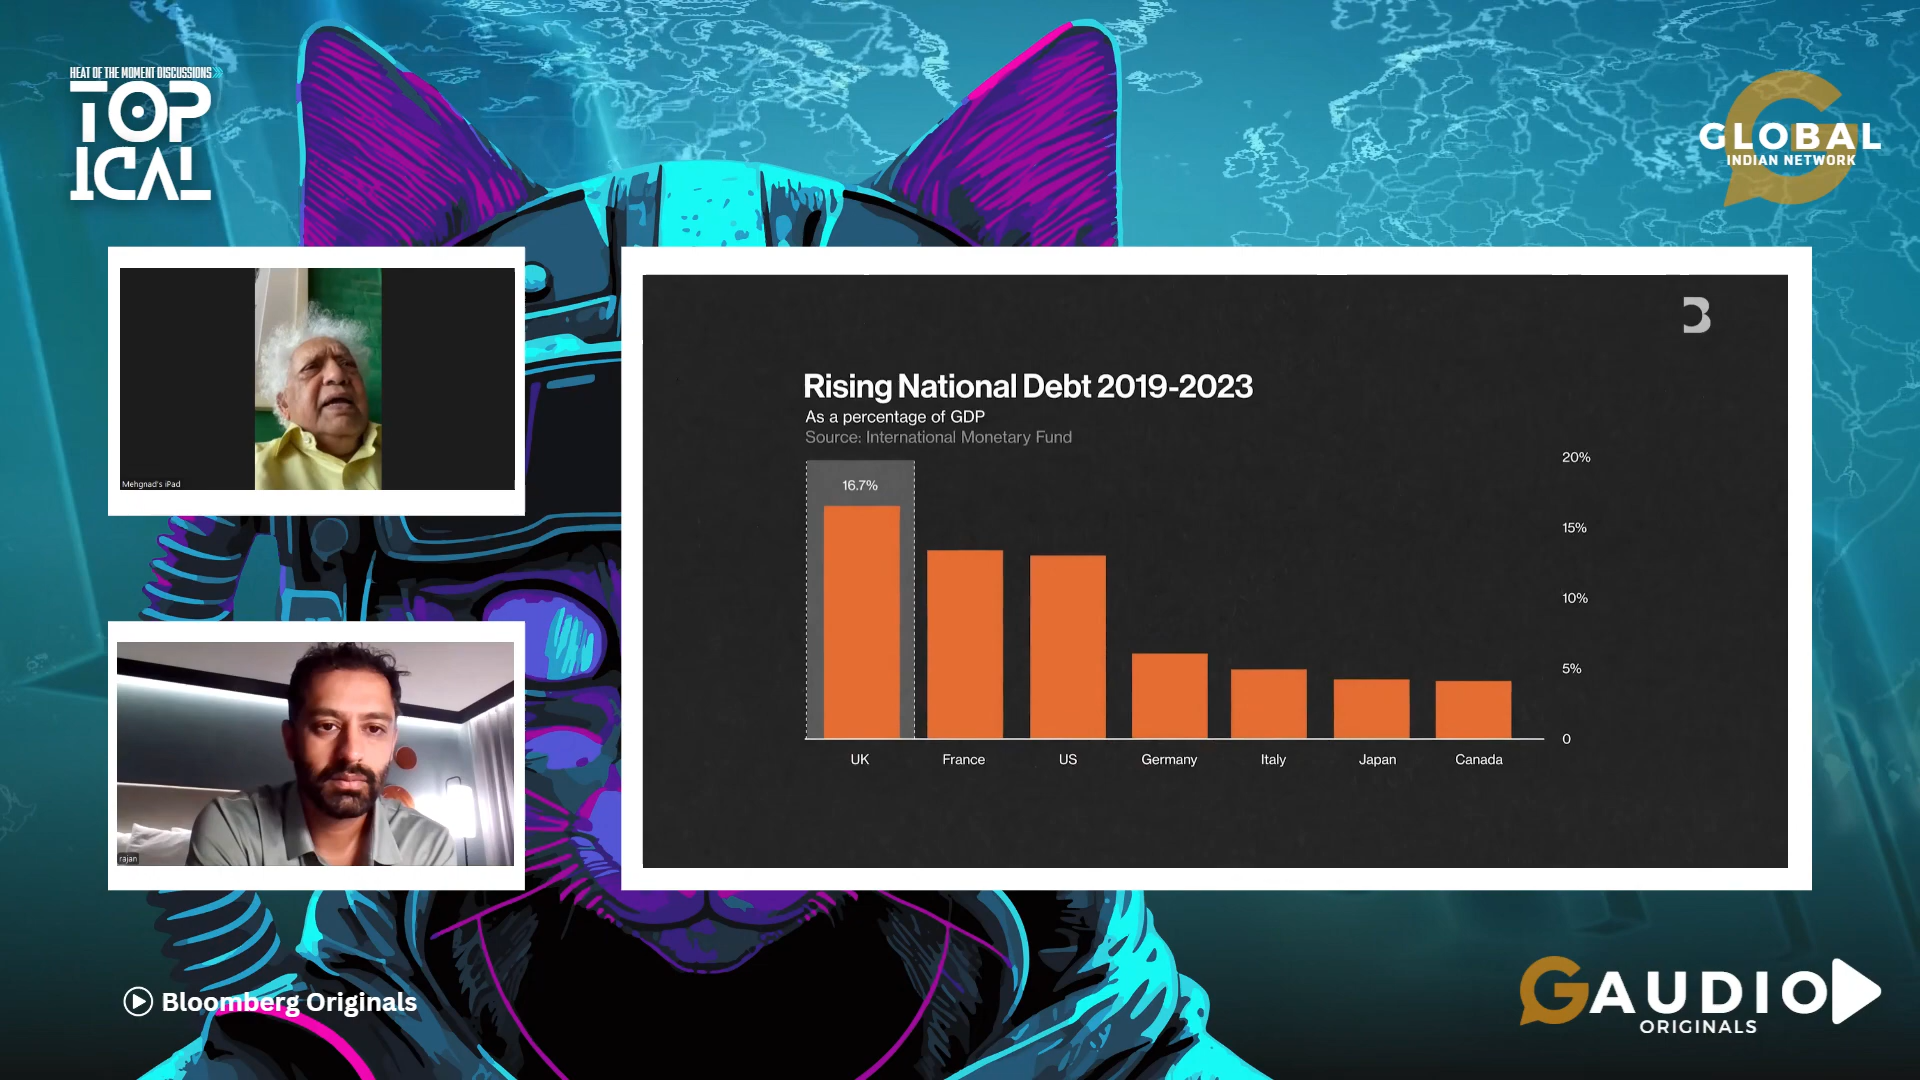 HEAT OF THE MOMENT DISCUSSIONS
TOP
ICAL
GLOBAL
INDIAN NETWORK
Mehgnad's iPad
rajan
Rising National Debt 2019-2023
As a percentage of GDP
Source: International Monetary Fund
20%
16.7%
15%
10%
5%
0
UK France US Germany Italy Japan Canada
Bloomberg Originals
GAUDIO
ORIGINALS